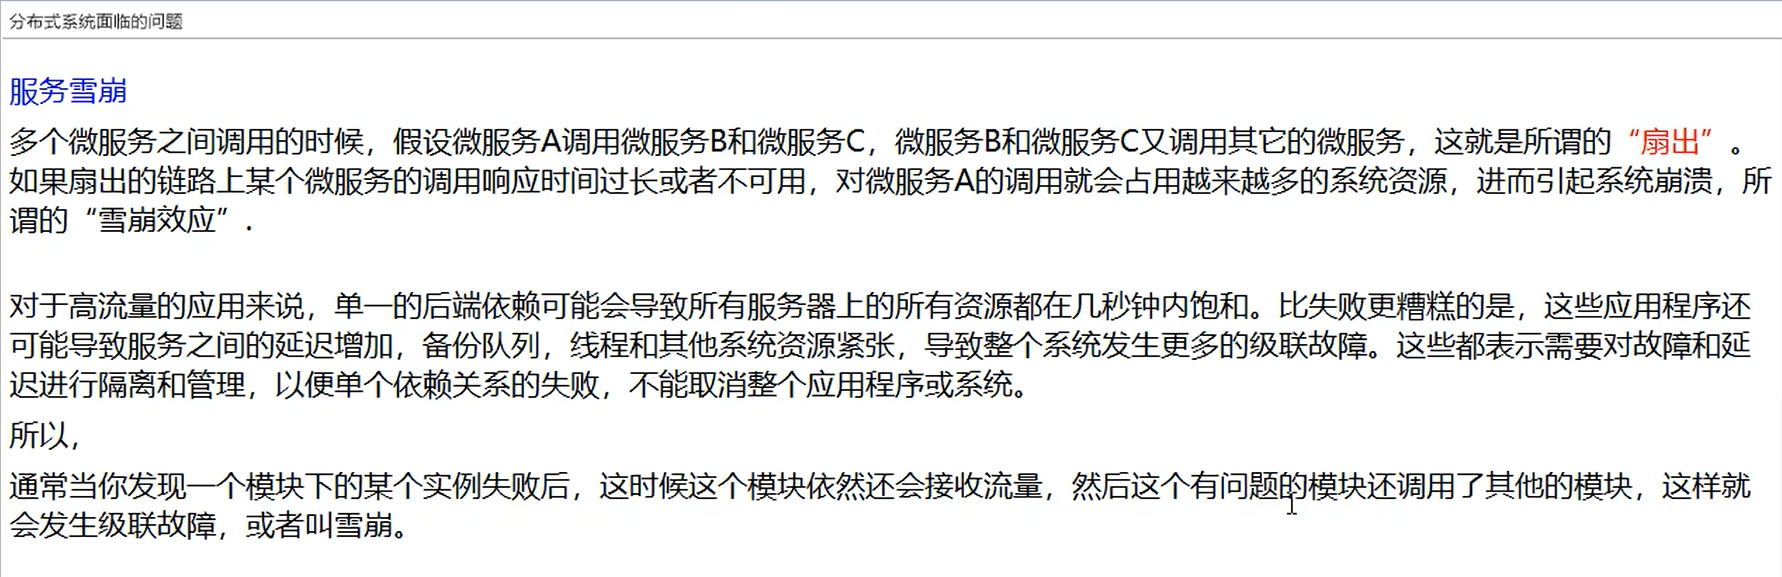 分布式系统面临的问题
服务雪崩
多个微服务之间调用的时候，假设微服务A调用微服务B和微服务C，微服务B和微服务C又调用其它的微服务，这就是所谓的“扇出”。
如果扇出的链路上某个微服务的调用响应时间过长或者不可用，对微服务A的调用就会占用越来越多的系统资源，进而引起系统崩溃，所
谓的“雪崩效应”.
对于高流量的应用来说，单一的后端依赖可能会导致所有服务器上的所有资源都在几秒钟内饱和。比失败更糟糕的是，这些应用程序还
可能导致服务之间的延迟增加，备份队列，线程和其他系统资源紧张，导致整个系统发生更多的级联故障。这些都表示需要对故障和延
迟进行隔离和管理，以便单个依赖关系的失败，不能取消整个应用程序或系统。
所以，
通常当你发现一个模块下的某个实例失败后，这时候这个模块依然还会接收流量，然后这个有问题的模块还调用了其他的模块，这样就
会发生级联故障，或者叫雪崩。